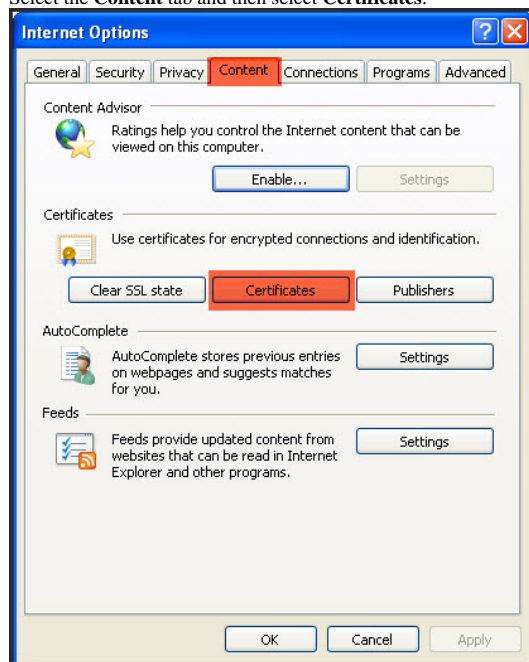 Select the Content tab and then select Certificates.
Internet Options
General Security Privacy Content Connections Programs Advanced
Content Advisor
Ratings help you control the Internet content that can be
viewed on this computer.
Enable... Settings
Certificates
Use certificates for encrypted connections and identification.
Clear SSL state Certificates Publishers
AutoComplete
AutoComplete stores previous entries
on webpages and suggests matches
for you.
Settings
Feeds
Feeds provide updated content from
websites that can be read in Internet
Explorer and other programs.
Settings
OK Cancel Apply